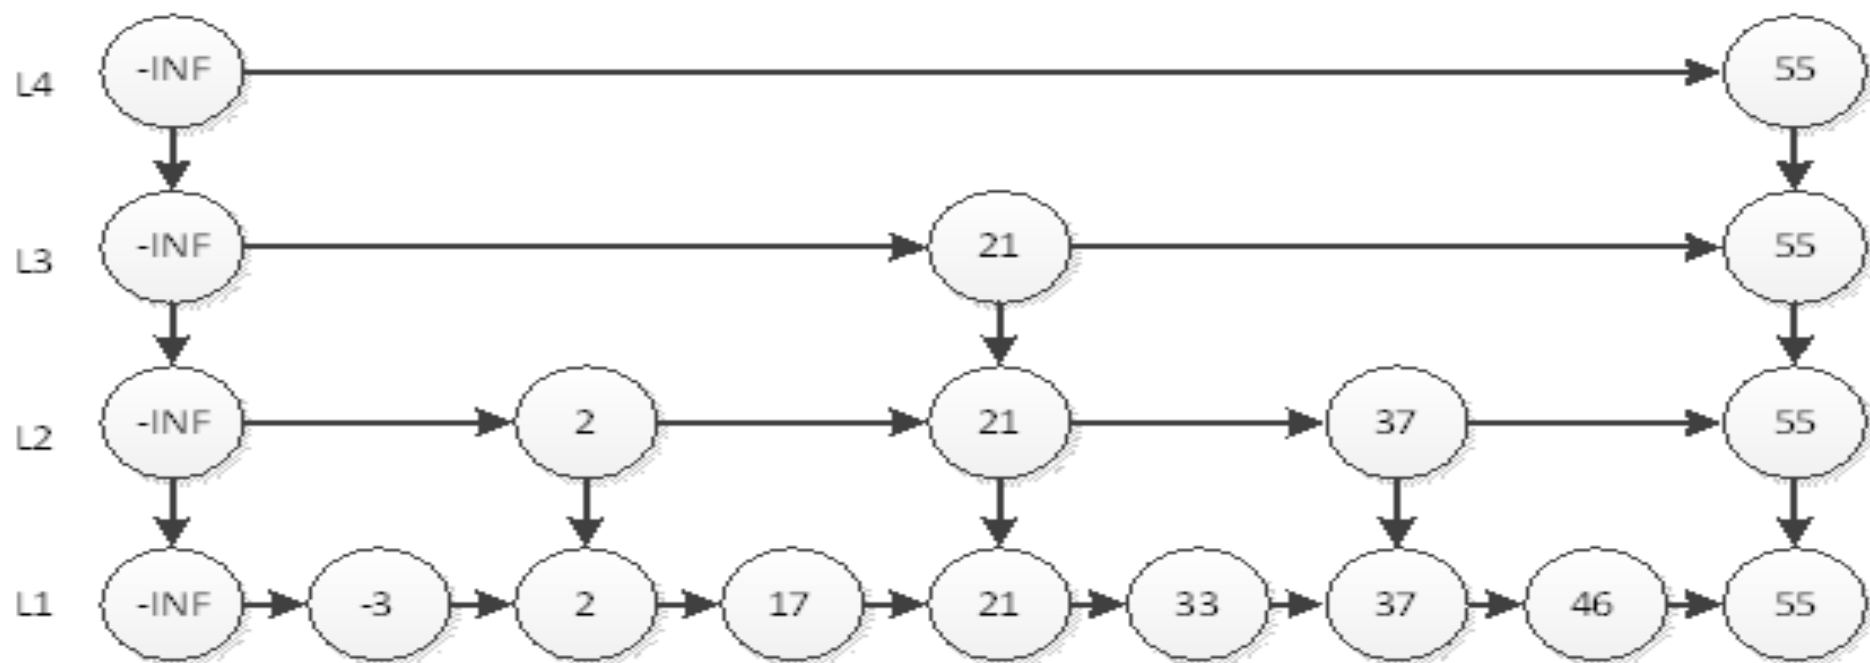 L4 -INF 55
L3 -INF 21 55
L2 -INF 2 21 37 55
L1 -INF -3 2 17 21 33 37 46 55